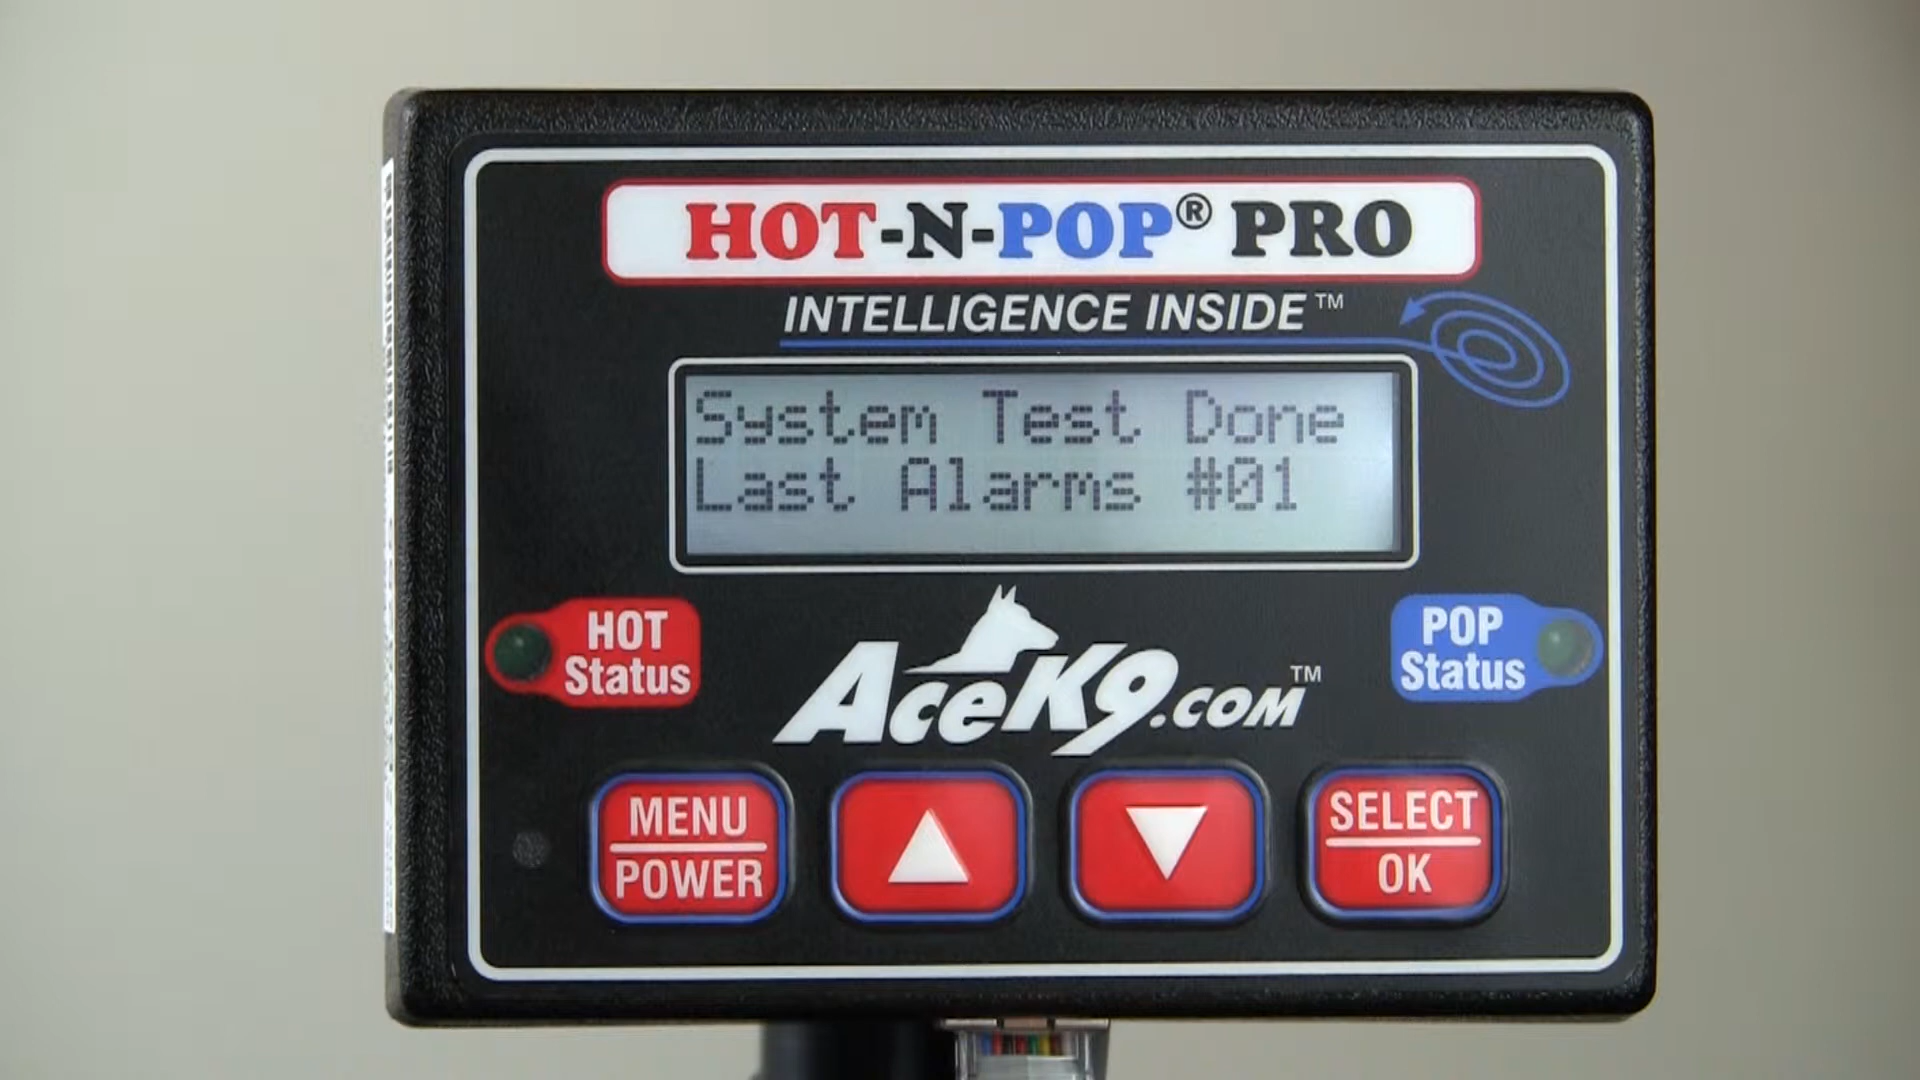 HOT-N-POP® PRO
INTELLIGENCE INSIDE™
System Test Done
Last Alarms #01
HOT
Status
POP
Status
AceK9.com™
MENU
POWER
SELECT
OK